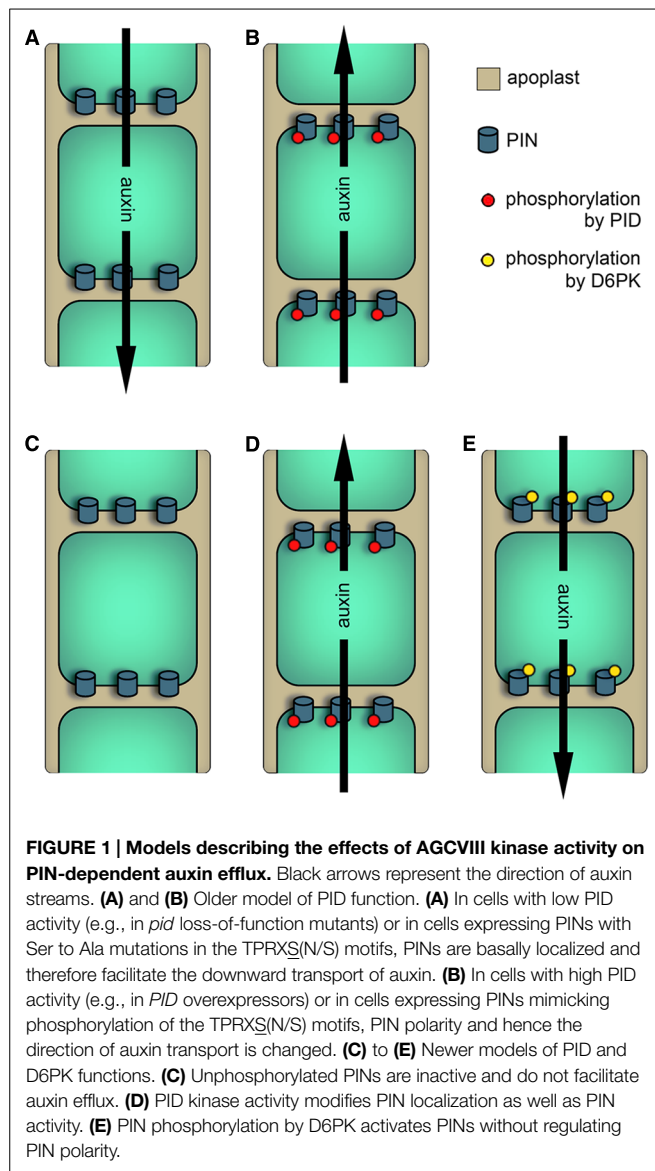 A
B
apoplast
PIN
phosphorylation
by PID
phosphorylation
by D6PK
auxin
auxin
C
D
E
auxin
auxin
FIGURE 1 | Models describing the effects of AGCVIII kinase activity on
PIN-dependent auxin efflux. Black arrows represent the direction of auxin
streams. (A) and (B) Older model of PID function. (A) In cells with low PID
activity (e.g., in pid loss-of-function mutants) or in cells expressing PINs with
Ser to Ala mutations in the TPRXS(N/S) motifs, PINs are basally localized and
therefore facilitate the downward transport of auxin. (B) In cells with high PID
activity (e.g., in PID overexpressors) or in cells expressing PINs mimicking
phosphorylation of the TPRXS(N/S) motifs, PIN polarity and hence the
direction of auxin transport is changed. (C) to (E) Newer models of PID and
D6PK functions. (C) Unphosphorylated PINs are inactive and do not facilitate
auxin efflux. (D) PID kinase activity modifies PIN localization as well as PIN
activity. (E) PIN phosphorylation by D6PK activates PINs without regulating
PIN polarity.